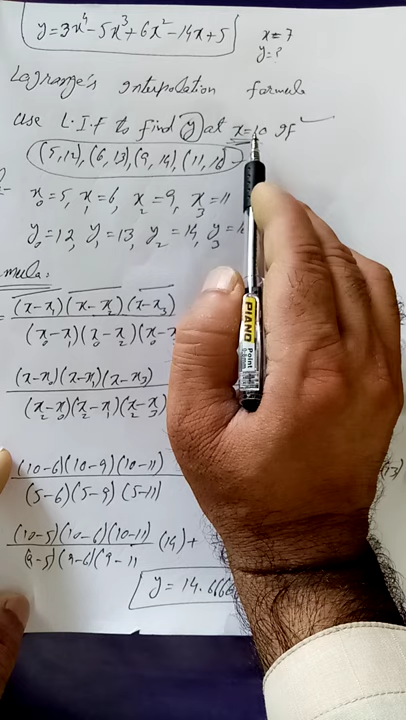 y = 3x⁴ - 5x³ + 6x² - 14x + 5
x = 7
y = ?
Lagrange's Interpolation formula
Use L.I.F to find y at x=10 if
(5,12), (6,13), (9,14), (11,16)
x₀=5, x₁=6, x₂=9, x₃=11
y₀=12, y₁=13, y₂=14, y₃=
(x-x₁)(x-x₂)(x-x₃)
(x₀-x₁)(x₀-x₂)(x₀-x
(x-x₀)(x-x₁)(x-x₃)
(x₂-x₀)(x₂-x₁)(x₂-x₃)
(10-6)(10-9)(10-11)
(5-6)(5-9)(5-11)
(10-5)(10-6)(10-11) (14) +
(9-5)(9-6)(9-11
y = 14.666
PIANO
Point